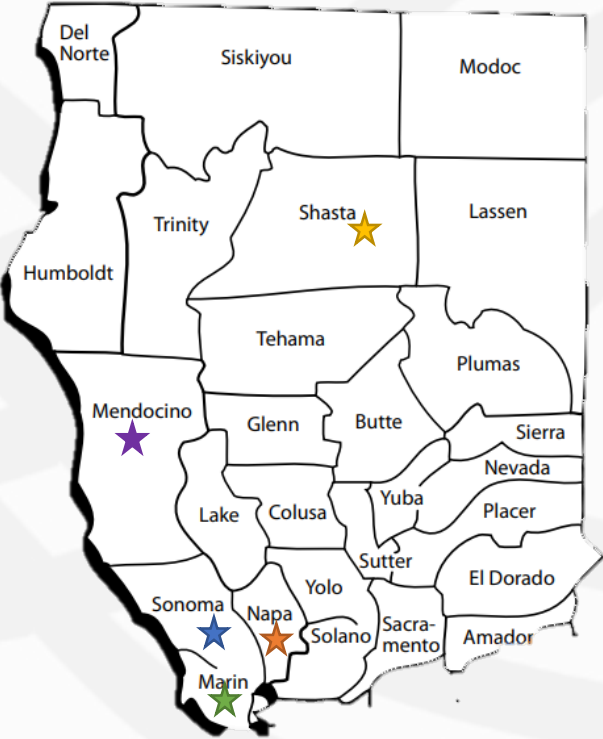 Del
Norte
Siskiyou
Modoc
Shasta
Lassen
Trinity
Humboldt
Tehama
Plumas
Mendocino
Glenn
Butte
Sierra
Nevada
Yuba
Placer
Lake
Colusa
Sutter
El Dorado
Yolo
Sonoma
Napa
Solano
Sacra-
mento
Amador
Marin